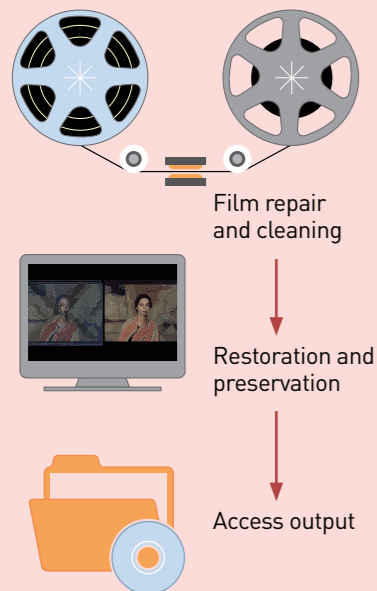 Film repair
and cleaning
Restoration and
preservation
Access output